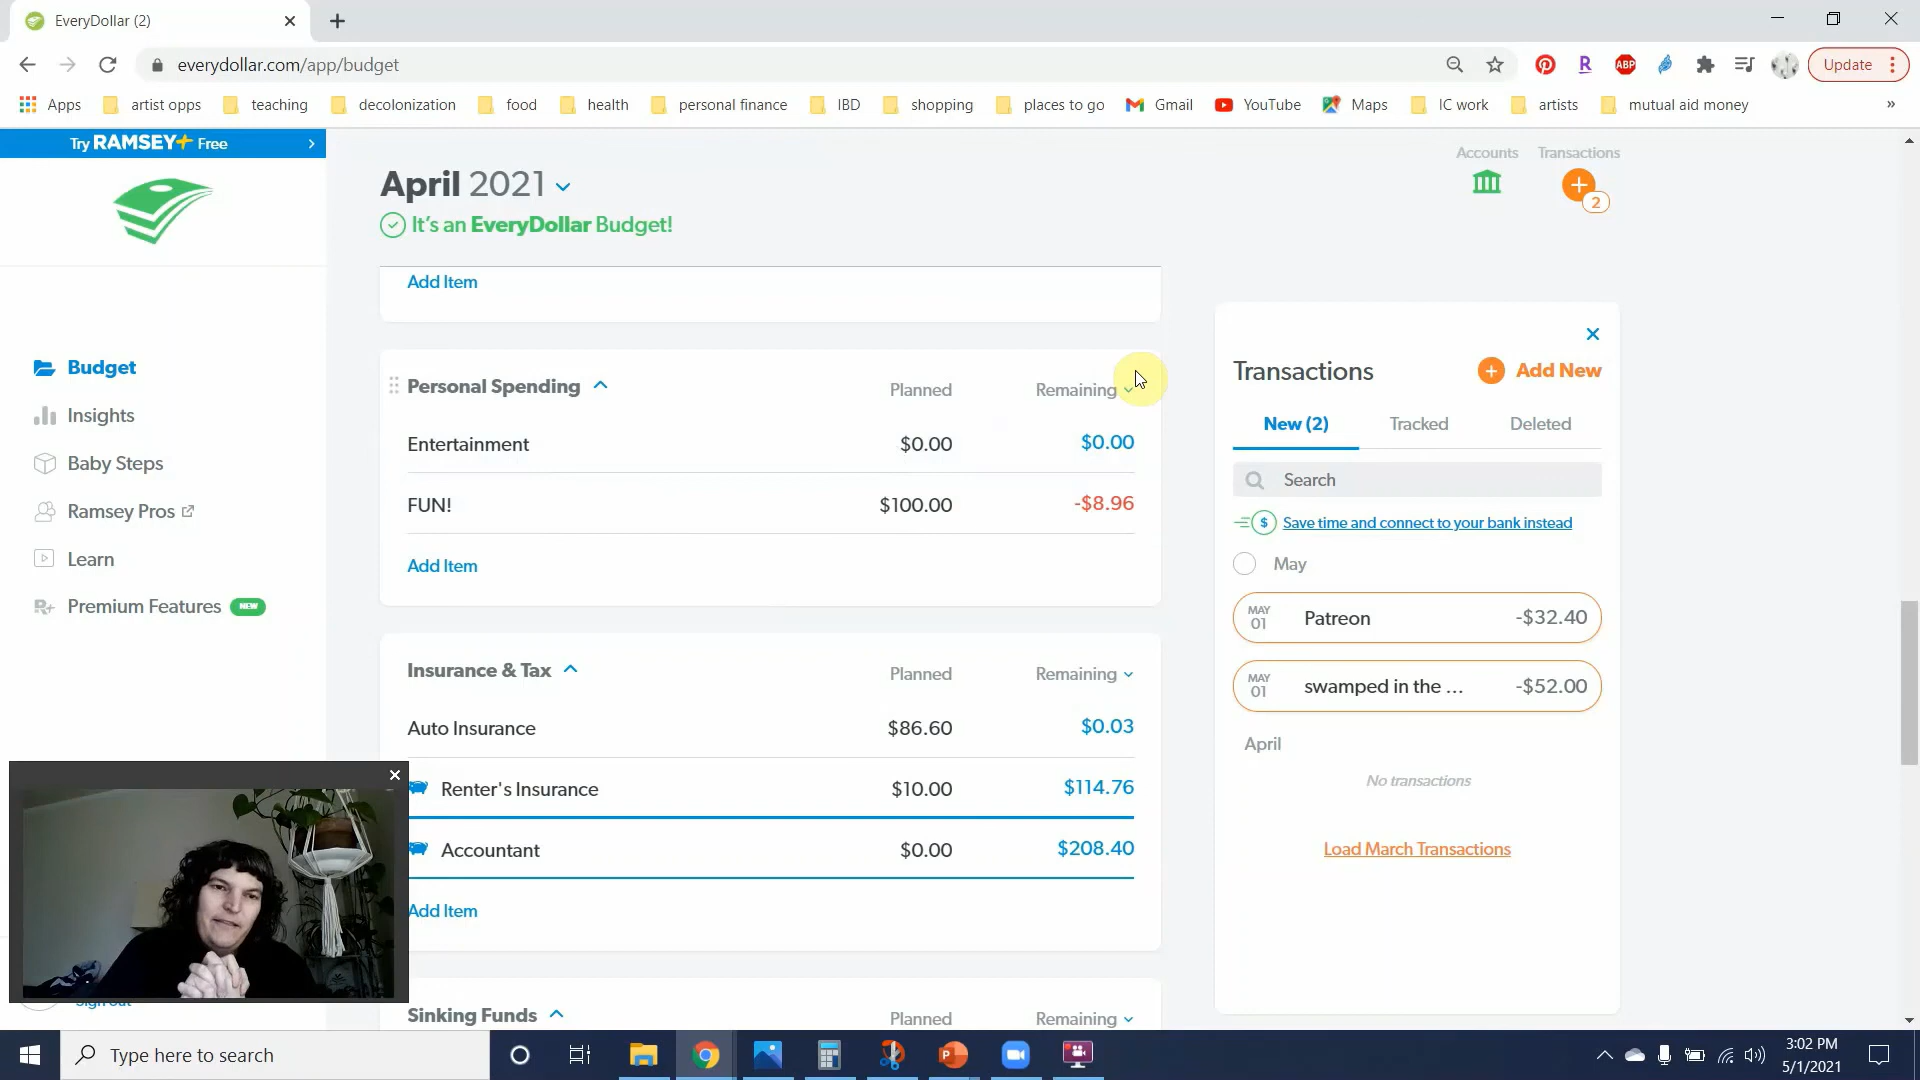 EveryDollar (2)
everydollar.com/app/budget
ABP
Update
Apps
artist opps
teaching
decolonization
food
health
personal finance
IBD
shopping
places to go
Gmail
YouTube
Maps
IC work
artists
mutual aid money
»
Try RAMSEY+ Free
Budget
Insights
Baby Steps
Ramsey Pros
Learn
Premium Features NEW
April 2021
It's an EveryDollar Budget!
Accounts
Transactions
2
Add Item
Personal Spending
Planned
Remaining
Entertainment
$0.00
$0.00
FUN!
$100.00
-$8.96
Add Item
Insurance & Tax
Planned
Remaining
Auto Insurance
$86.60
$0.03
Renter's Insurance
$10.00
$114.76
Accountant
$0.00
$208.40
Add Item
Sinking Funds
Planned
Remaining
Transactions
Add New
New (2)
Tracked
Deleted
Search
Save time and connect to your bank instead
May
MAY
01
Patreon
-$32.40
MAY
01
swamped in the ...
-$52.00
April
No transactions
Load March Transactions
Sign Out
Type here to search
3:02 PM
5/1/2021